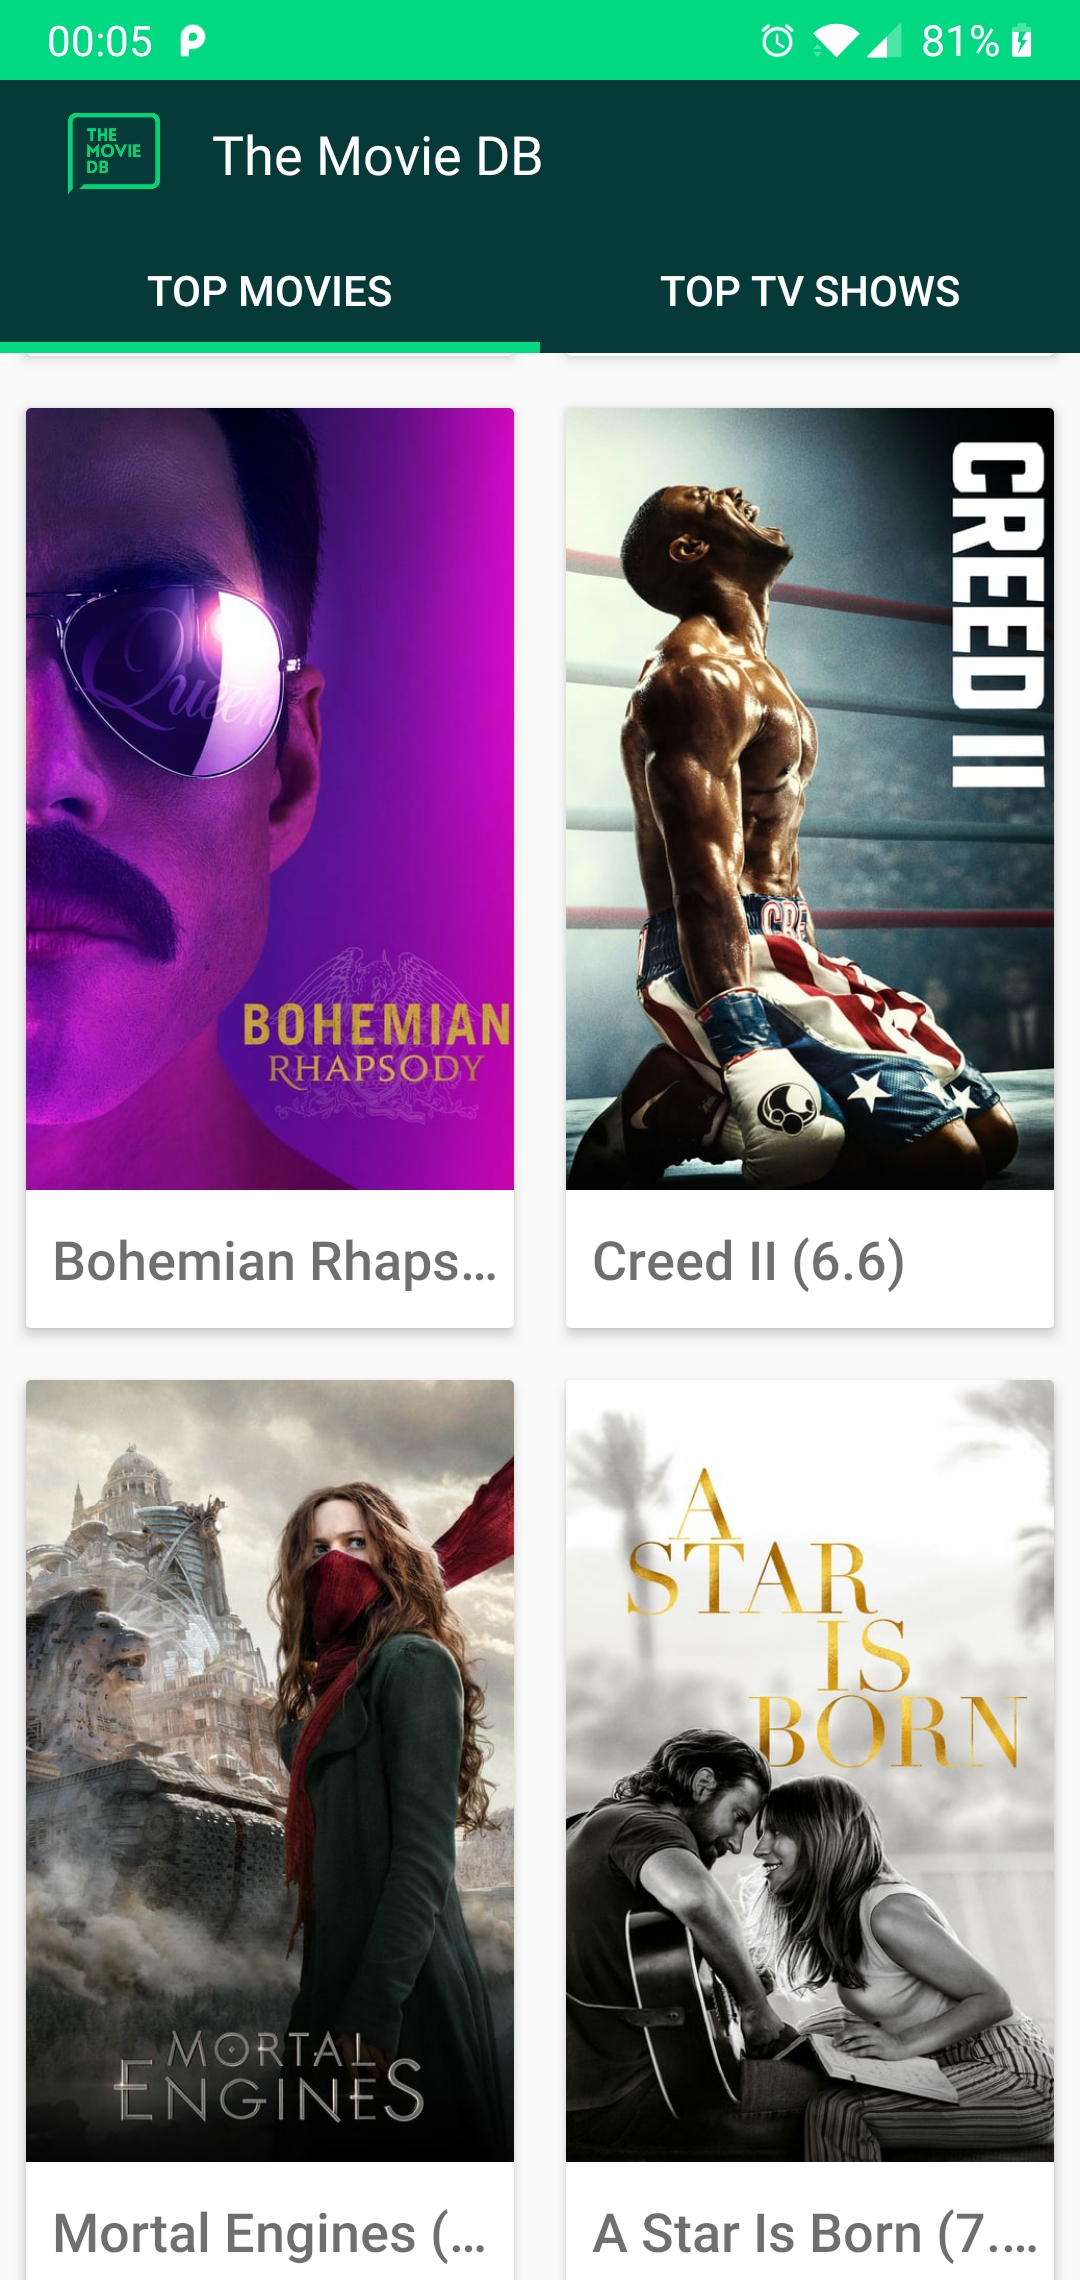 00:05
81%
THE
MOVIE
DB
The Movie DB
TOP MOVIES
TOP TV SHOWS
Queen
BOHEMIAN
RHAPSODY
CREED II
CRE
Bohemian Rhaps...
Creed II (6.6)
MORTAL
ENGINES
A
STAR
IS
BORN
Mortal Engines (...
A Star Is Born (7....